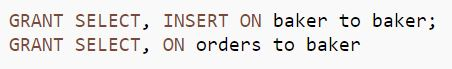 GRANT SELECT, INSERT ON baker to baker;
GRANT SELECT, ON orders to baker